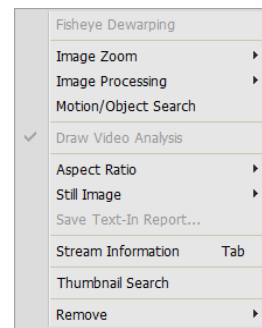 Fisheye Dewarping
Image Zoom
Image Processing
Motion/Object Search
Draw Video Analysis
Aspect Ratio
Still Image
Save Text-In Report...
Stream Information Tab
Thumbnail Search
Remove